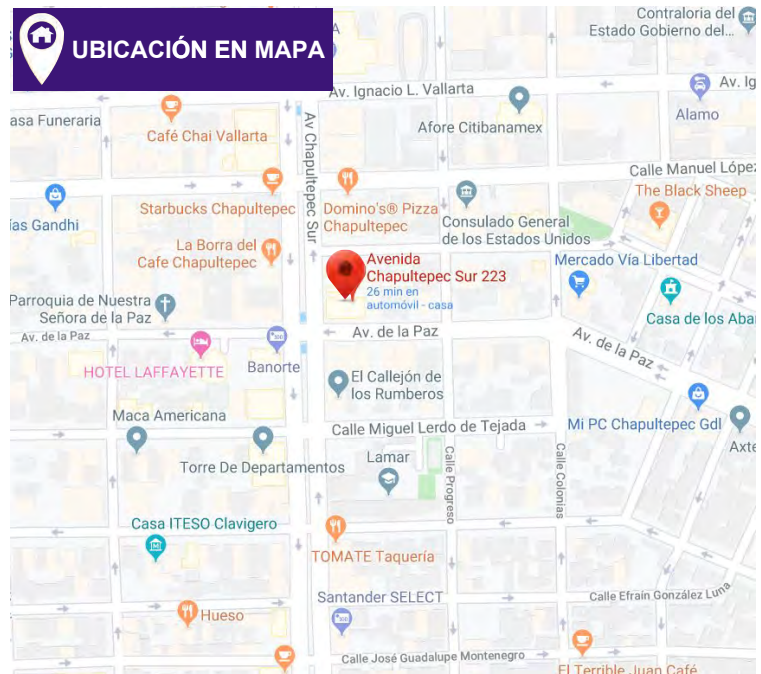 UBICACIÓN EN MAPA
A
Contraloria del
Estado Gobierno del...
Av. Ignacio L. Vallarta
Av. Ig
asa Funeraria
Café Chai Vallarta
Afore Citibanamex
Alamo
Av Chapultepec Sur
Calle Manuel López
The Black Sheep
ías Gandhi
Starbucks Chapultepec
Domino's® Pizza
Chapultepec
Consulado General
de los Estados Unidos
La Borra del
Cafe Chapultepec
Avenida
Chapultepec Sur 223
26 min en
automóvil - casa
Mercado Vía Libertad
Casa de los Aba
Parroquia de Nuestra
Señora de la Paz
Av. de la Paz
Av. de la Paz
Av. de la Paz
HOTEL LAFFAYETTE
Banorte
El Callejón de
los Rumberos
Maca Americana
Calle Miguel Lerdo de Tejada
Mi PC Chapultepec Gdl
Axte
Torre De Departamentos
Lamar
Calle Progreso
Calle Colonias
Casa ITESO Clavigero
TOMATE Taquería
Santander SELECT
Calle Efraín González Luna
Hueso
Calle José Guadalupe Montenegro
El Terrible Juan Café